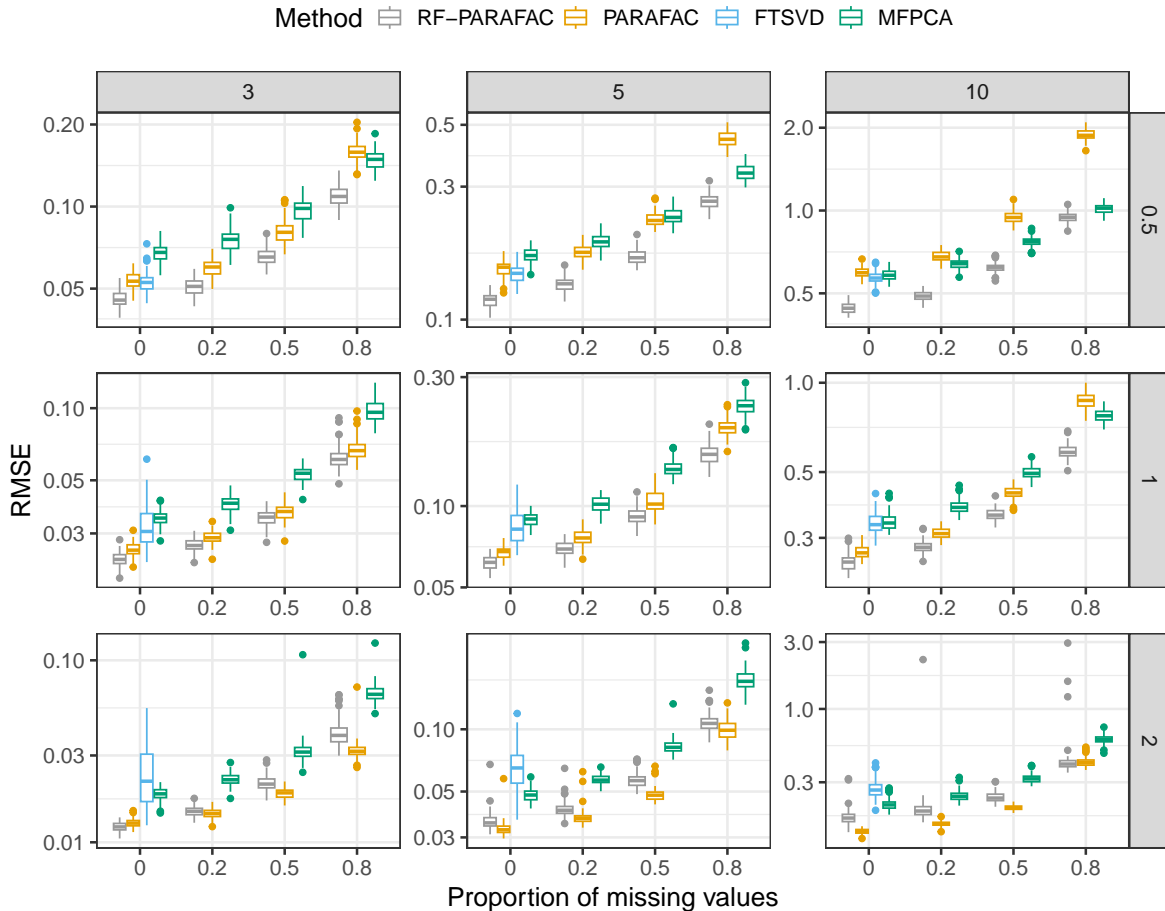 Method RF−PARAFAC PARAFAC FTSVD MFPCA
3 5 10
0.20 0.5 2.0
0.10 0.3 1.0
0.05 0.1 0.5
0.5
0 0.2 0.5 0.8 0 0.2 0.5 0.8 0 0.2 0.5 0.8
RMSE
0.10 0.30 1.0
0.05 0.10 0.5
0.03 0.05 0.3
1
0 0.2 0.5 0.8 0 0.2 0.5 0.8 0 0.2 0.5 0.8
0.10 0.10 3.0
0.03 0.05 1.0
0.01 0.03 0.3
2
0 0.2 0.5 0.8 0 0.2 0.5 0.8 0 0.2 0.5 0.8
Proportion of missing values